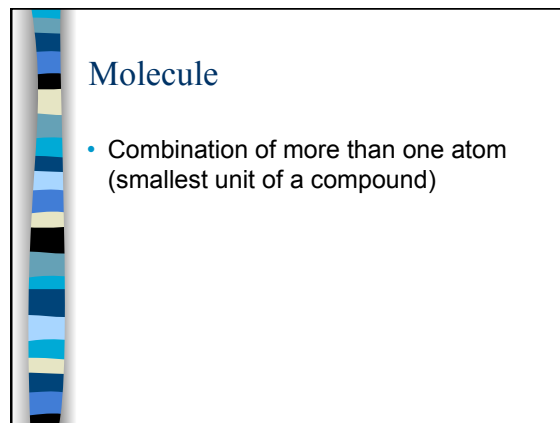 Molecule
• Combination of more than one atom
(smallest unit of a compound)